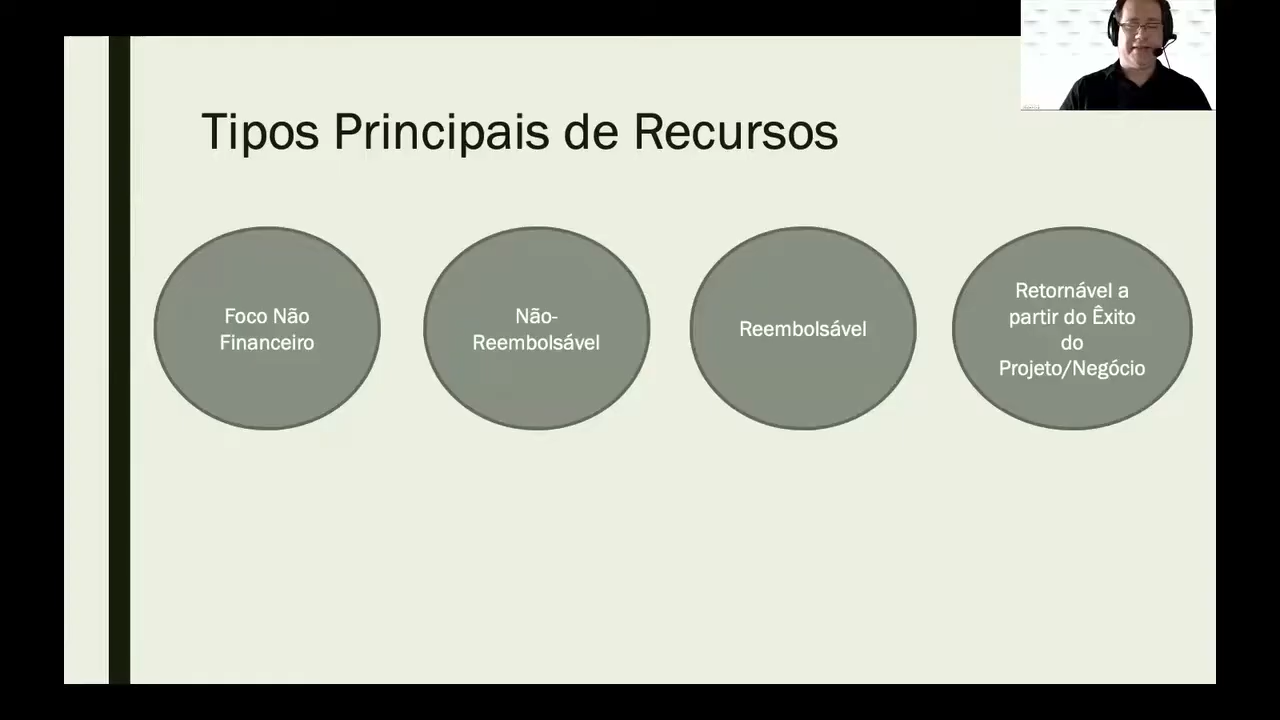 Tipos Principais de Recursos
Foco Não
Financeiro
Não-
Reembolsável
Reembolsável
Retornável a
partir do Êxito
do
Projeto/Negócio